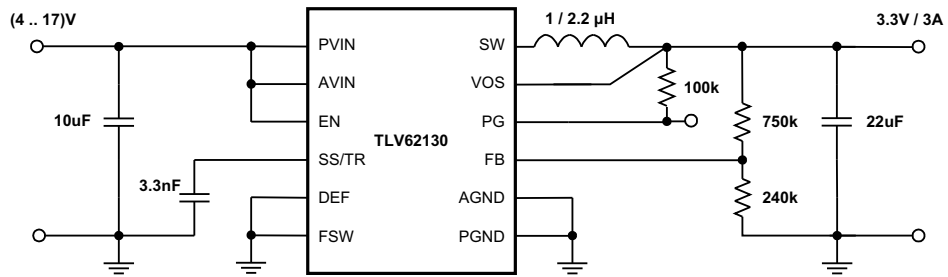 (4 .. 17)V
1 / 2.2 µH
3.3V / 3A
PVIN
SW
AVIN
VOS
100k
10uF
EN
PG
750k
22uF
TLV62130
SS/TR
FB
3.3nF
DEF
AGND
240k
FSW
PGND